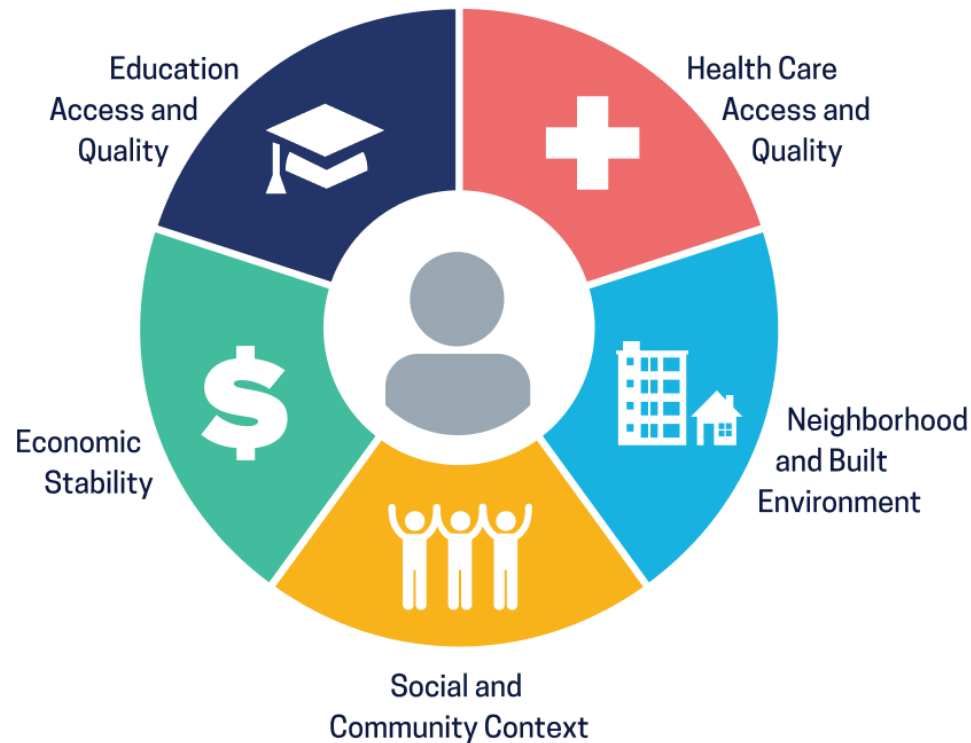 Education
Access and
Quality
Health Care
Access and
Quality
Economic
Stability
Neighborhood
and Built
Environment
Social and
Community Context